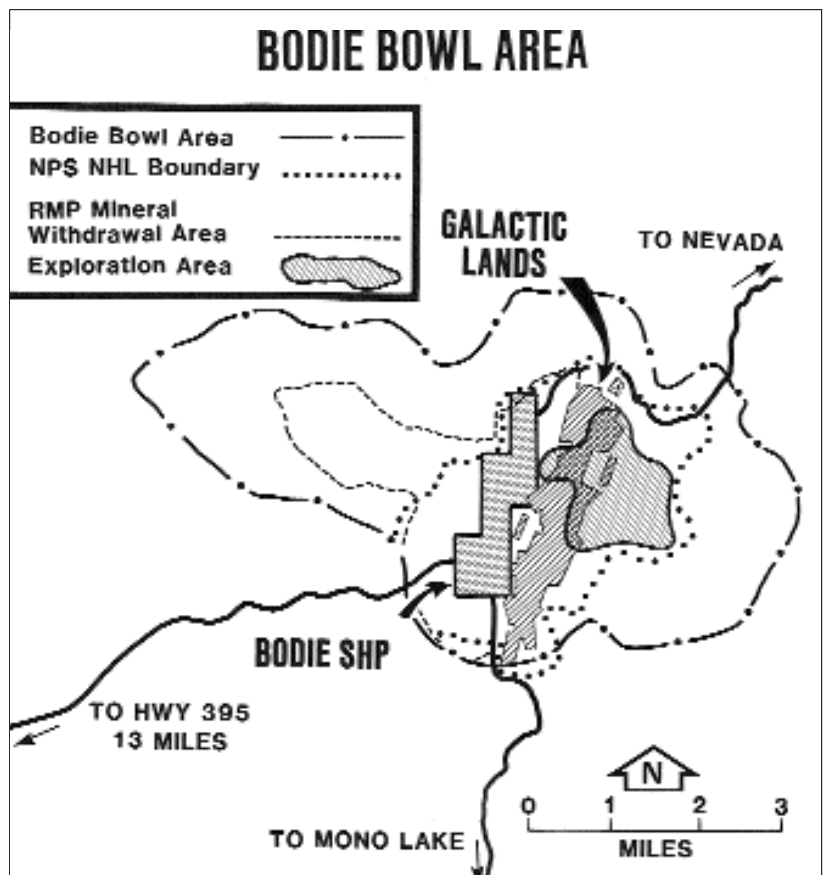 BODIE BOWL AREA
Bodie Bowl Area
NPS NHL Boundary
RMP Mineral
Withdrawal Area
Exploration Area
GALACTIC
LANDS
TO NEVADA
BODIE SHP
TO HWY 395
13 MILES
N
0 1 2 3
MILES
TO MONO LAKE